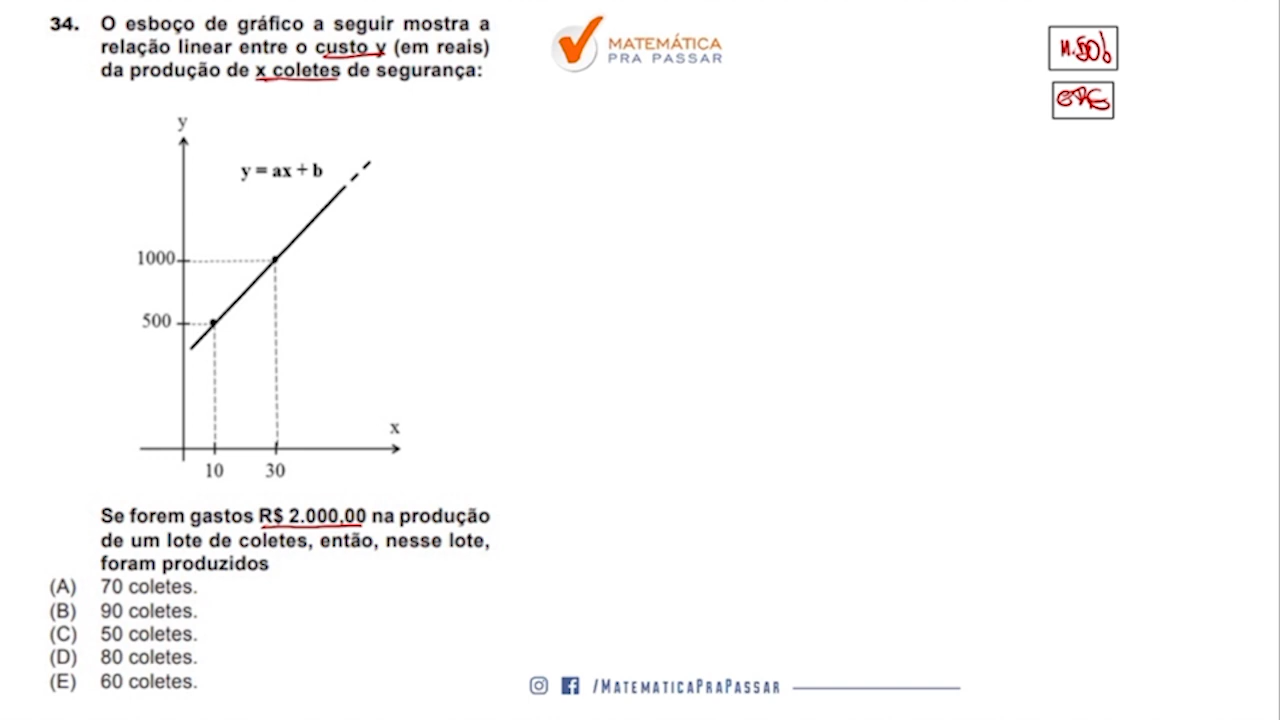 34. O esboço de gráfico a seguir mostra a
relação linear entre o custo y (em reais)
da produção de x coletes de segurança:
MATEMÁTICA
PRA PASSAR
y
y = ax + b
1000
500
x
10 30
Se forem gastos R$ 2.000,00 na produção
de um lote de coletes, então, nesse lote,
foram produzidos
(A) 70 coletes.
(B) 90 coletes.
(C) 50 coletes.
(D) 80 coletes.
(E) 60 coletes.
/MATEMATICAPRAPASSAR